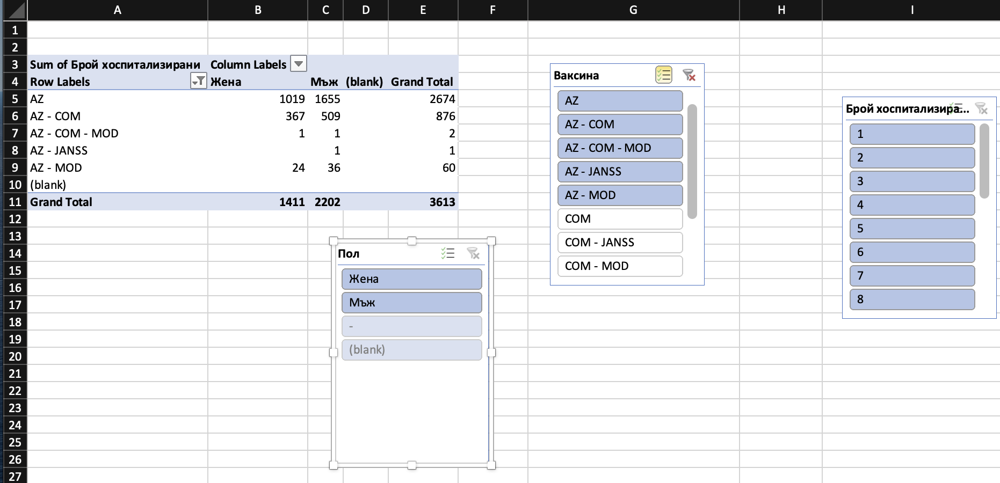 A B C D E F G H I
1
2
3 Sum of Брой хоспитализирани Column Labels
4 Row Labels Жена Мъж (blank) Grand Total
5 AZ 1019 1655 2674
6 AZ - COM 367 509 876
7 AZ - COM - MOD 1 1 2
8 AZ - JANSS 1 1
9 AZ - MOD 24 36 60
10 (blank)
11 Grand Total 1411 2202 3613
12
13
14
15
16
17
18
19
20
21
22
23
24
25
26
27
Пол
Жена
Мъж
-
(blank)
Ваксина
AZ
AZ - COM
AZ - COM - MOD
AZ - JANSS
AZ - MOD
COM
COM - JANSS
COM - MOD
Брой хоспитализира...
1
2
3
4
5
6
7
8